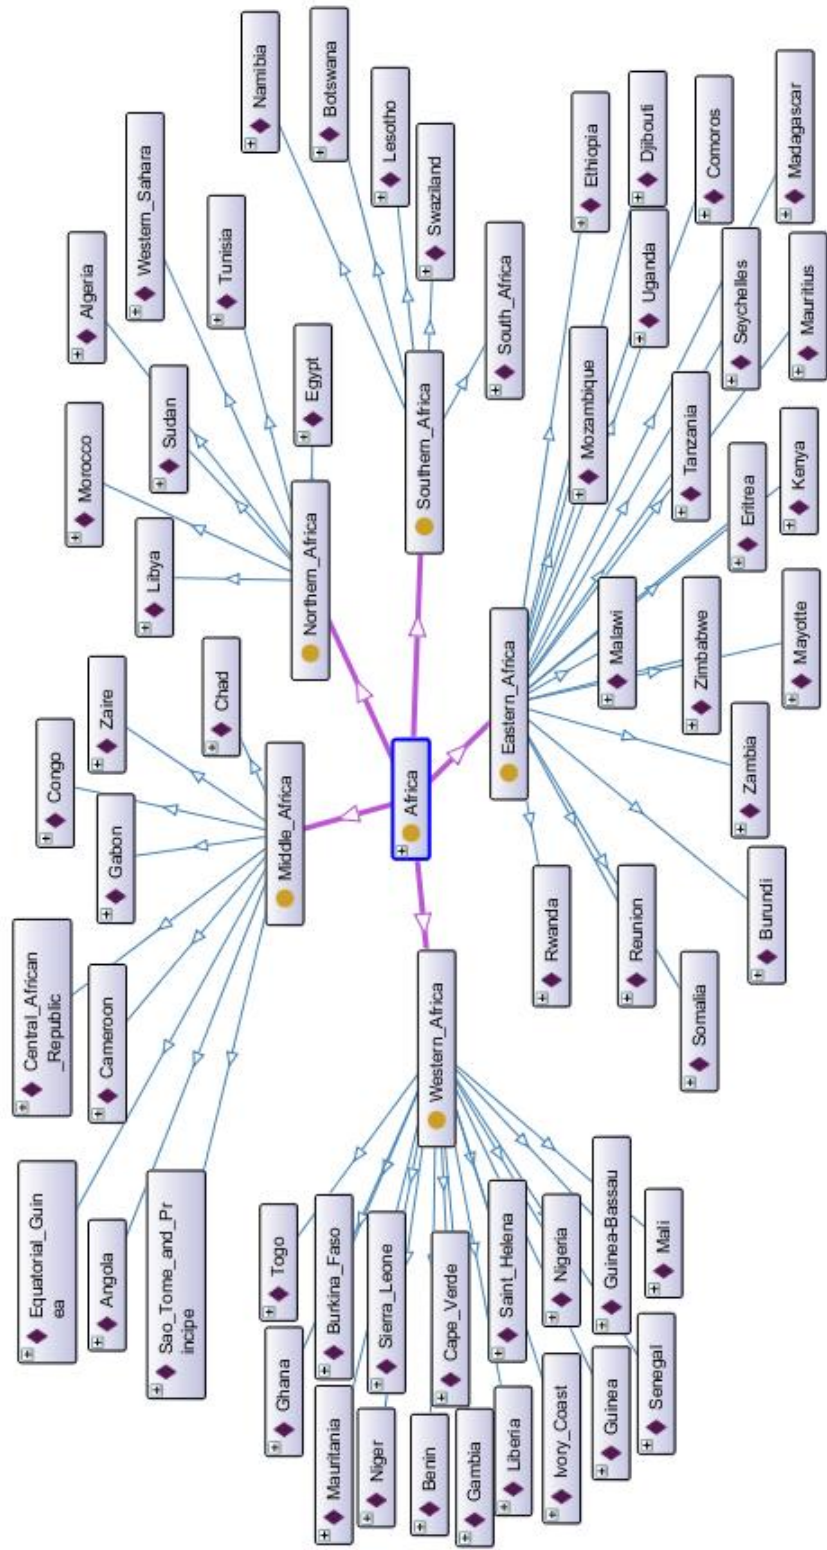 Equatorial_Guin
ea
Central_African
_Republic
Congo
Angola
Cameroon
Gabon
Zaire
Morocco
Algeria
Sao_Tome_and_Pr
incipe
Libya
Western_Sahara
Sudan
Chad
Tunisia
Togo
Namibia
Ghana
Middle_Africa
Northern_Africa
Egypt
Mauritania
Burkina_Faso
Botswana
Niger
Sierra_Leone
Lesotho
Africa
Benin
Cape_Verde
Western_Africa
Southern_Africa
Swaziland
Gambia
Liberia
Saint_Helena
Eastern_Africa
South_Africa
Ivory_Coast
Nigeria
Rwanda
Mozambique
Ethiopia
Guinea
Guinea-Bassau
Reunion
Malawi
Uganda
Djibouti
Senegal
Mali
Somalia
Zimbabwe
Tanzania
Comoros
Zambia
Eritrea
Seychelles
Burundi
Mayotte
Kenya
Mauritius
Madagascar